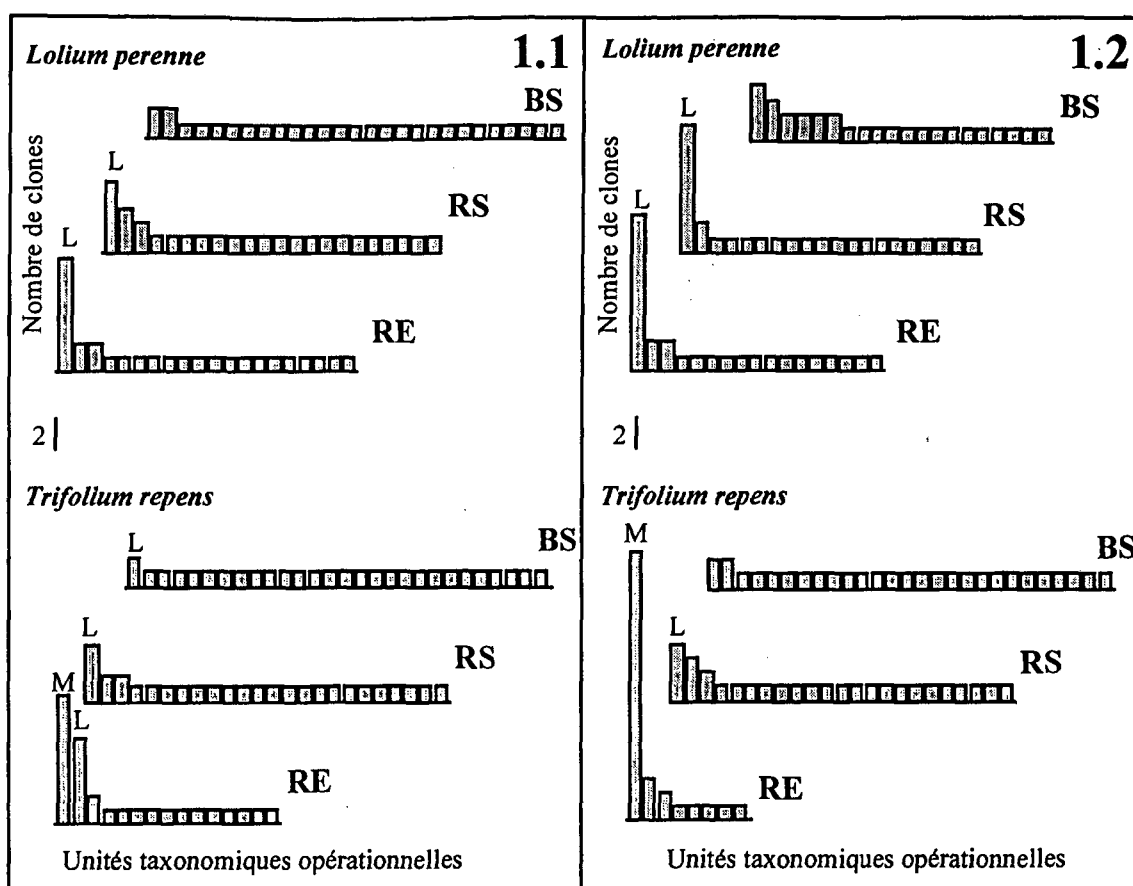 Lolium perenne 1.1
BS
L
RS
L
RE
Nombre de clones
2
Trifolium repens
L
BS
L
RS
M
L
RE
Unités taxonomiques opérationnelles
Lolium perenne 1.2
BS
L
RS
L
RE
Nombre de clones
2
Trifolium repens
M
BS
L
RS
RE
Unités taxonomiques opérationnelles